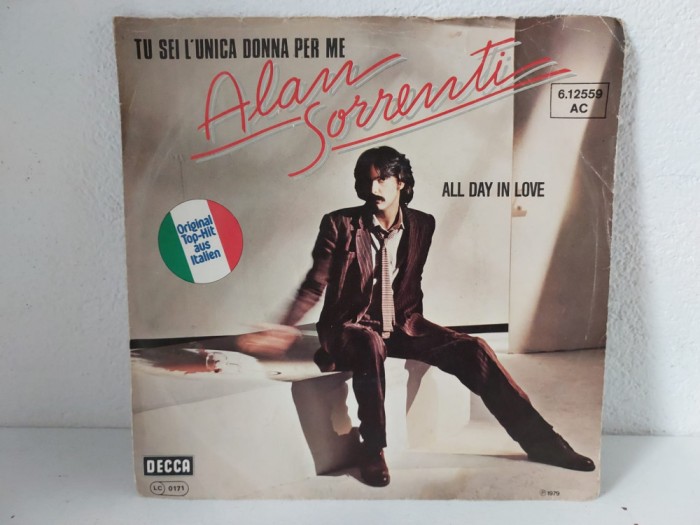 TU SEI L'UNICA DONNA PER ME
Alan
Sorrenti
6.12559
AC
ALL DAY IN LOVE
Original
Top-Hit
aus
Italien
DECCA
LC 0171
℗1979